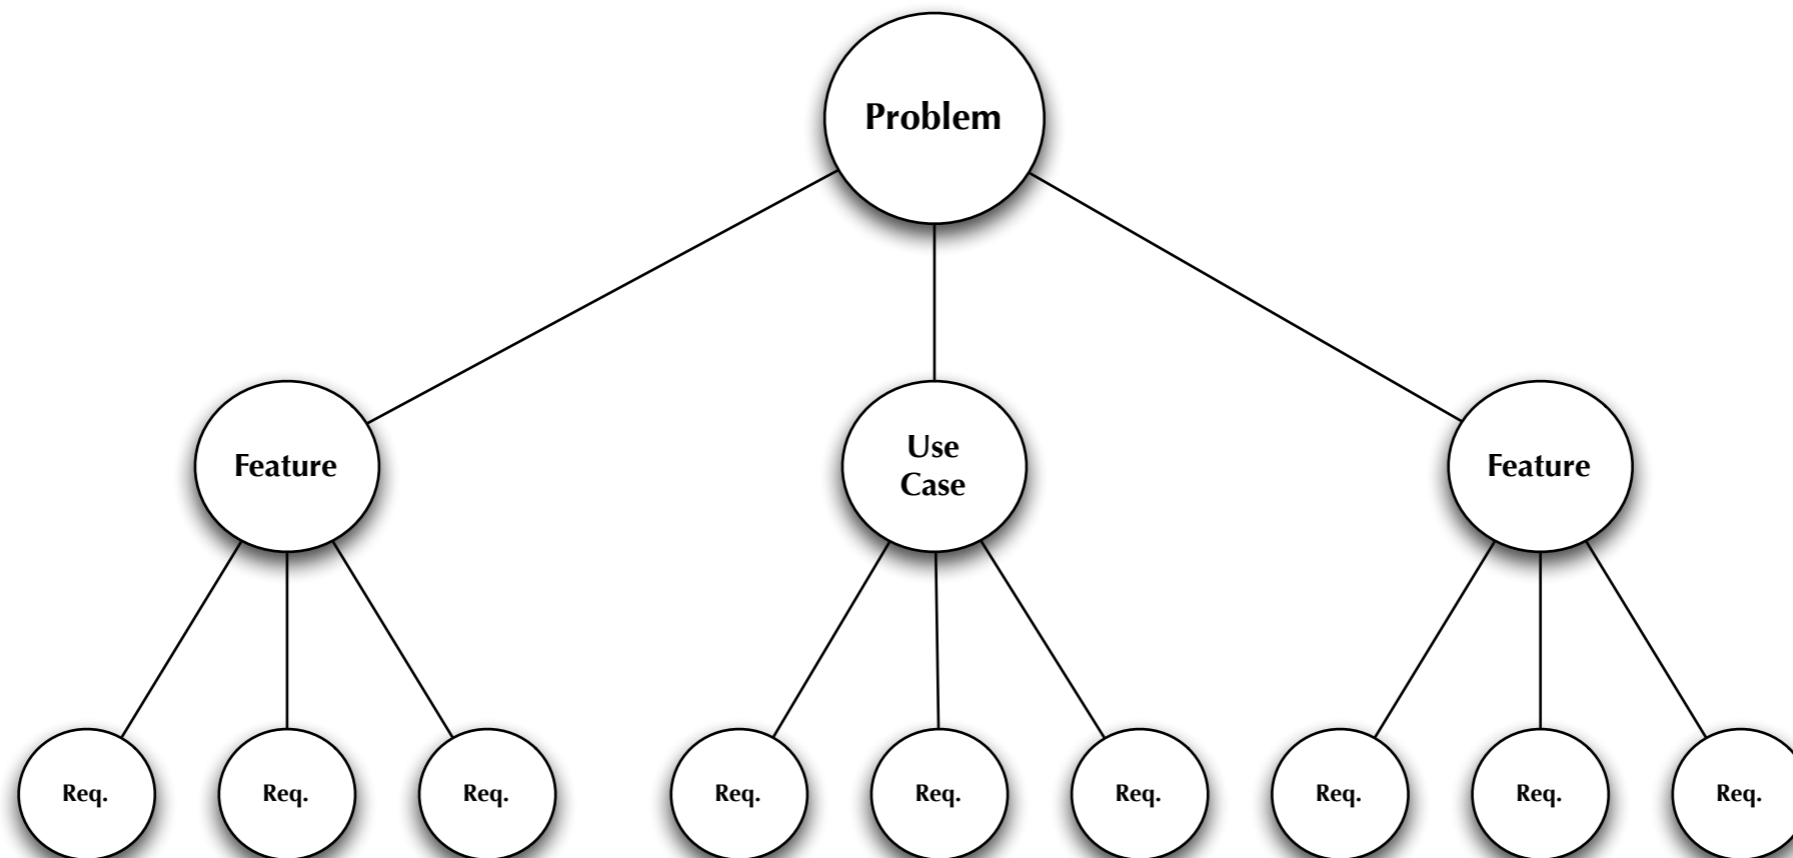 Problem
Feature
Use
Case
Feature
Req.
Req.
Req.
Req.
Req.
Req.
Req.
Req.
Req.